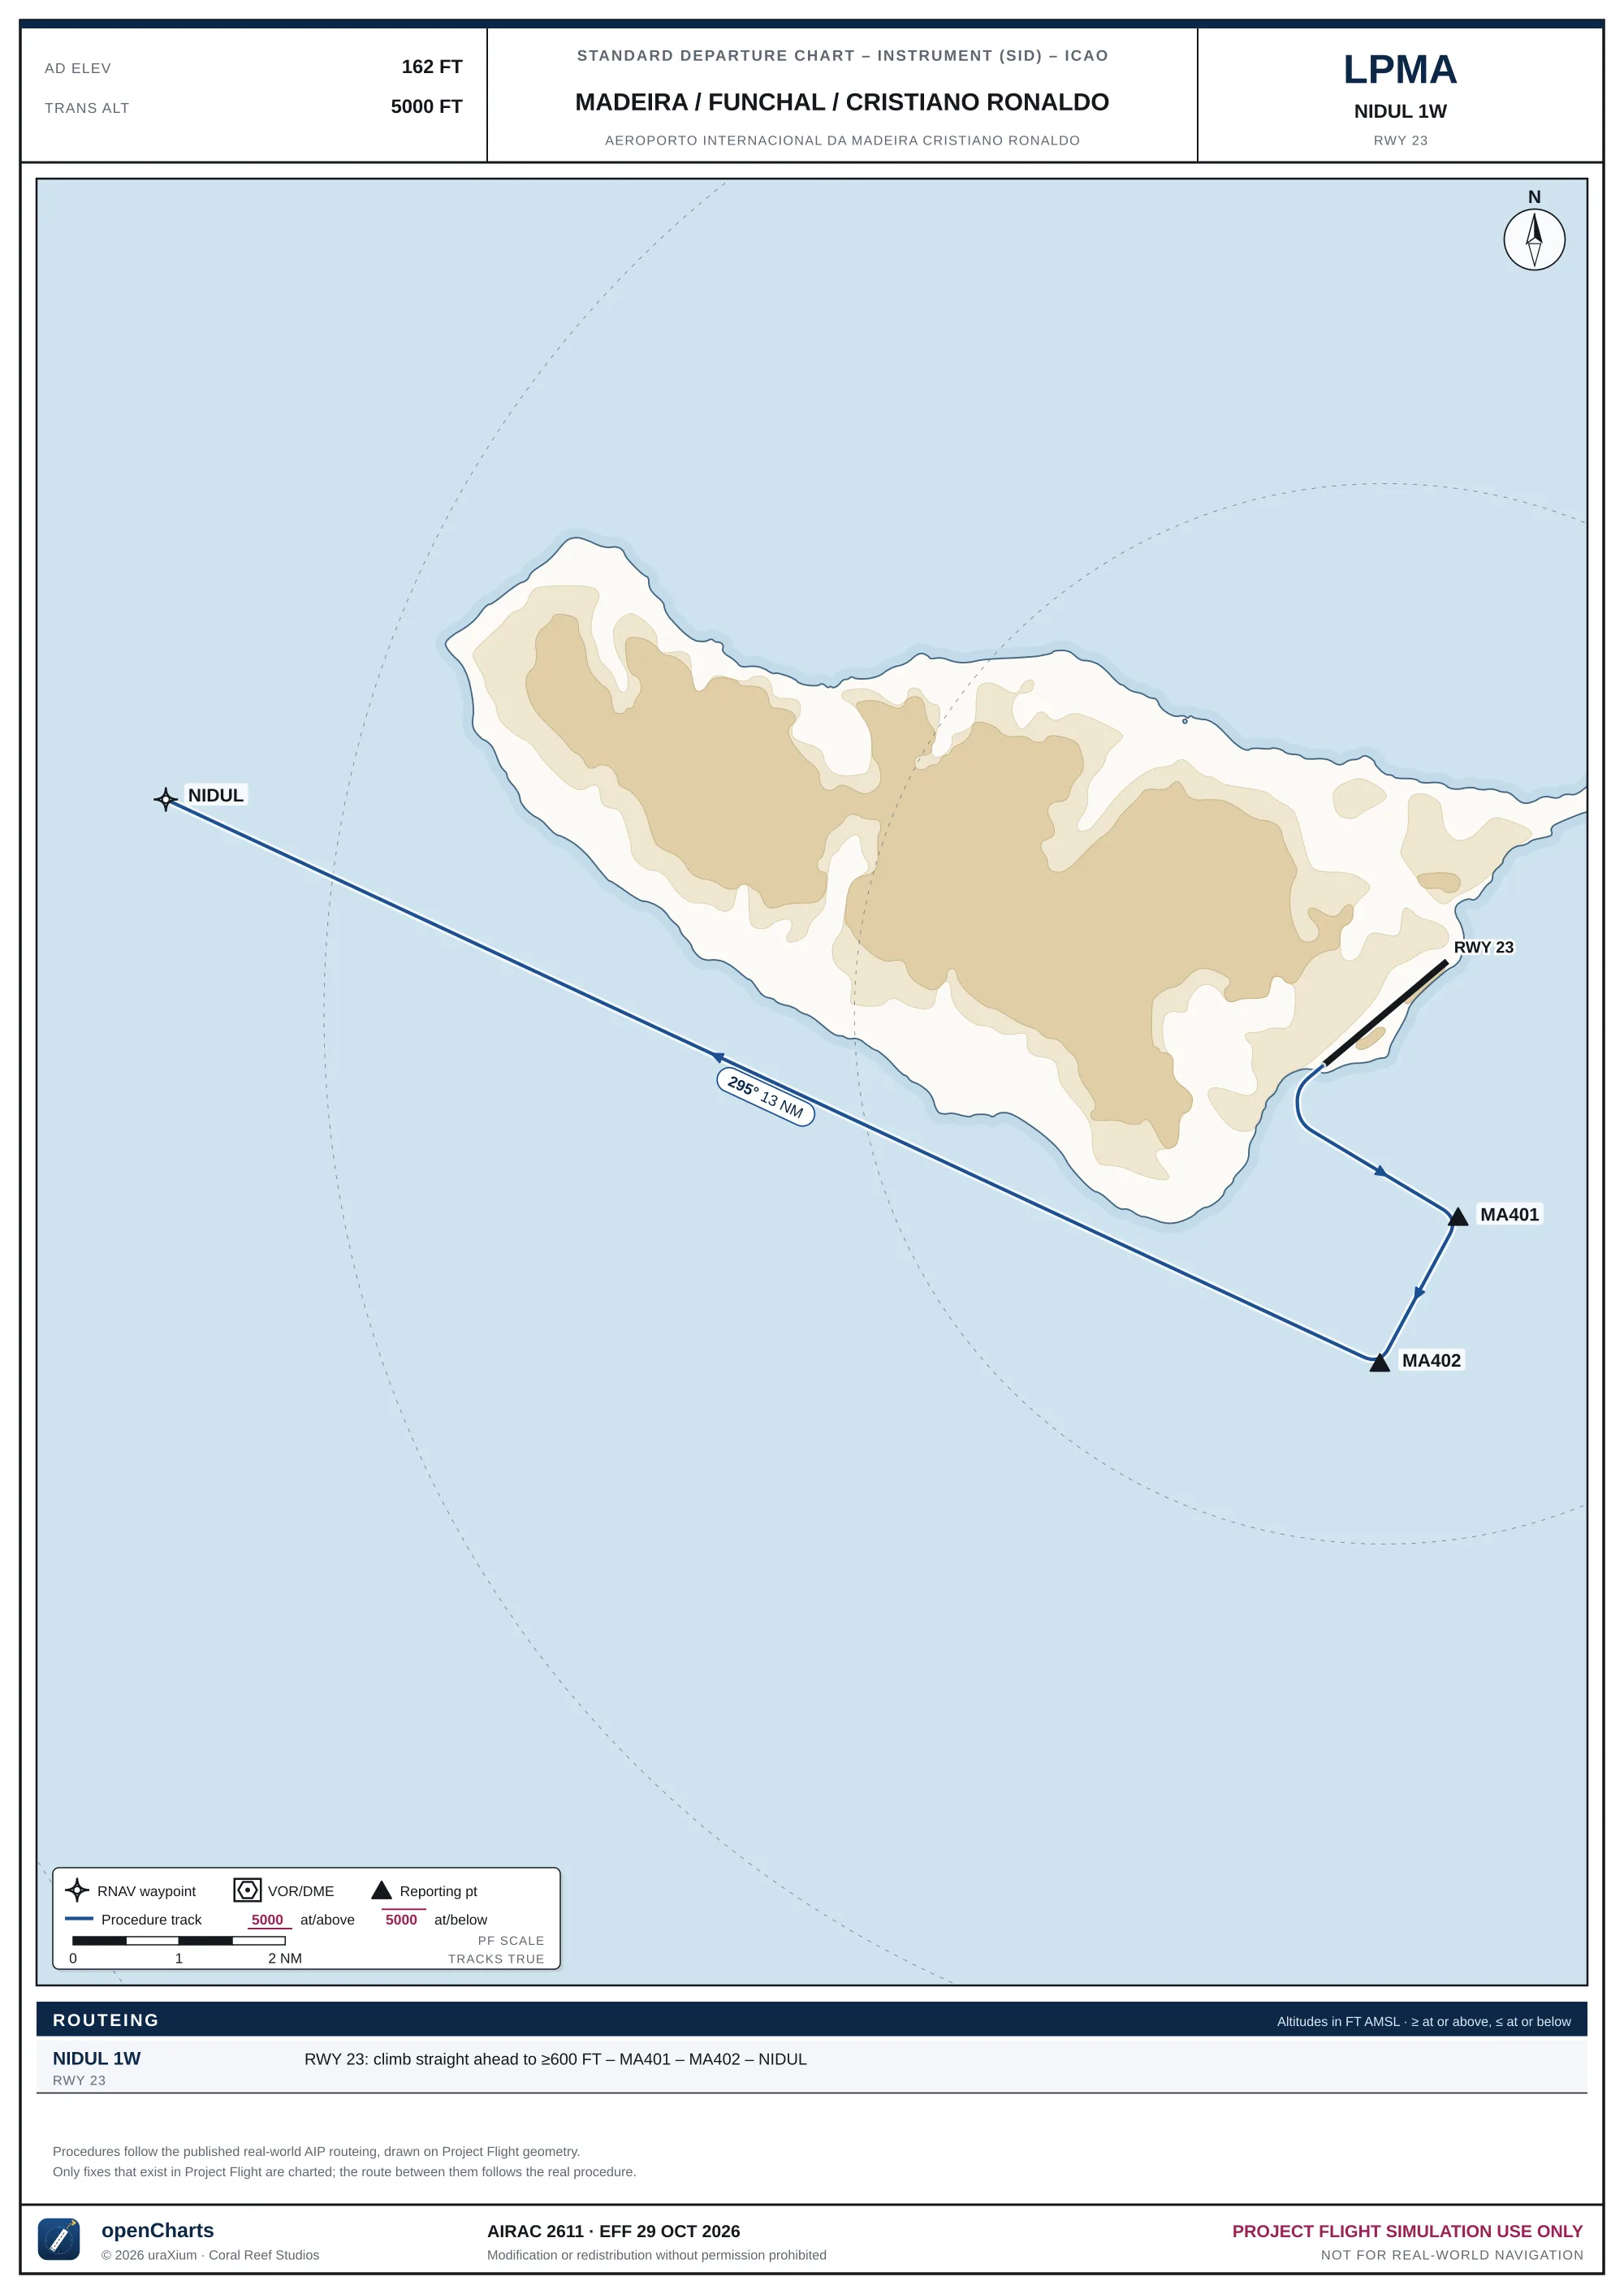 AD ELEV 162 FT
TRANS ALT 5000 FT
STANDARD DEPARTURE CHART – INSTRUMENT (SID) – ICAO
MADEIRA / FUNCHAL / CRISTIANO RONALDO
AEROPORTO INTERNACIONAL DA MADEIRA CRISTIANO RONALDO
LPMA
NIDUL 1W
RWY 23
N
NIDUL
RWY 23
295° 13 NM
MA401
MA402
RNAV waypoint VOR/DME Reporting pt
Procedure track 5000 at/above 5000 at/below
PF SCALE
0 1 2 NM TRACKS TRUE
ROUTEING Altitudes in FT AMSL · ≥ at or above, ≤ at or below
NIDUL 1W RWY 23: climb straight ahead to ≥600 FT – MA401 – MA402 – NIDUL
RWY 23
Procedures follow the published real-world AIP routeing, drawn on Project Flight geometry.
Only fixes that exist in Project Flight are charted; the route between them follows the real procedure.
openCharts AIRAC 2611 · EFF 29 OCT 2026 PROJECT FLIGHT SIMULATION USE ONLY
© 2026 uraXium · Coral Reef Studios Modification or redistribution without permission prohibited NOT FOR REAL-WORLD NAVIGATION